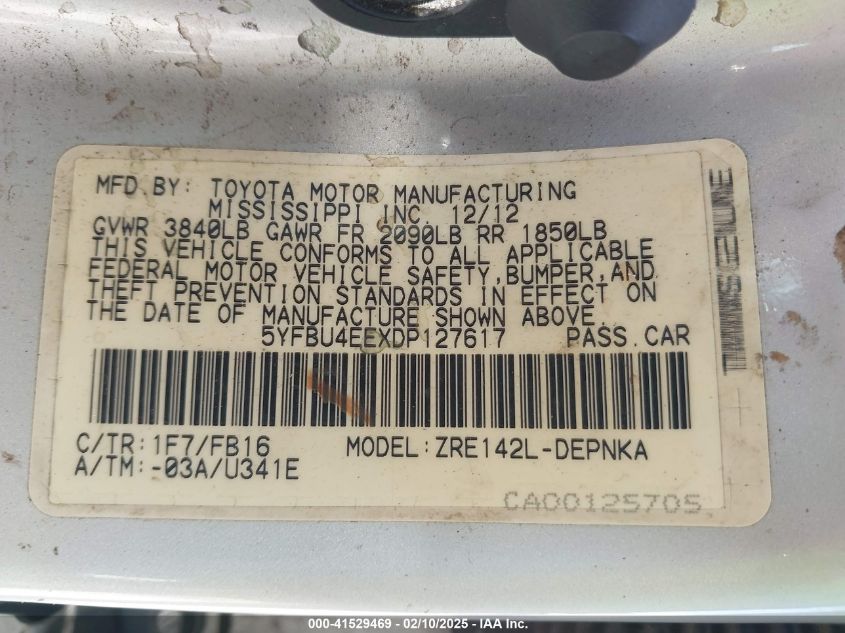 MFD. BY: TOYOTA MOTOR MANUFACTURING
MISSISSIPPI INC. 12/12
GVWR 3840LB GAWR FR 2090LB RR 1850LB
THIS VEHICLE CONFORMS TO ALL APPLICABLE
FEDERAL MOTOR VEHICLE SAFETY, BUMPER, AND
THEFT PREVENTION STANDARDS IN EFFECT ON
THE DATE OF MANUFACTURE SHOWN ABOVE.
5YFBU4EEXDP127617 PASS. CAR
C/TR: 1F7/FB16 MODEL: ZRE142L-DEPNKA
A/TM: -03A/U341E
CA00125705
000-41529469 - 02/10/2025 - IAA Inc.